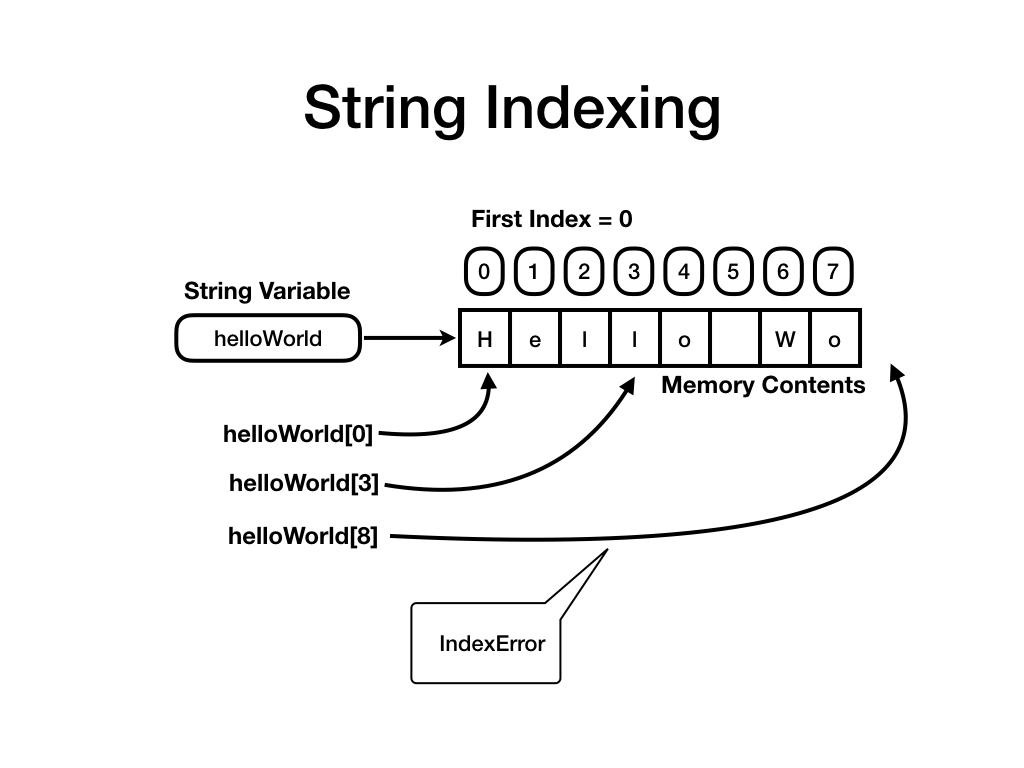 String Indexing
First Index = 0
0 1 2 3 4 5 6 7
String Variable
helloWorld
H e l l o W o
Memory Contents
helloWorld[0]
helloWorld[3]
helloWorld[8]
IndexError